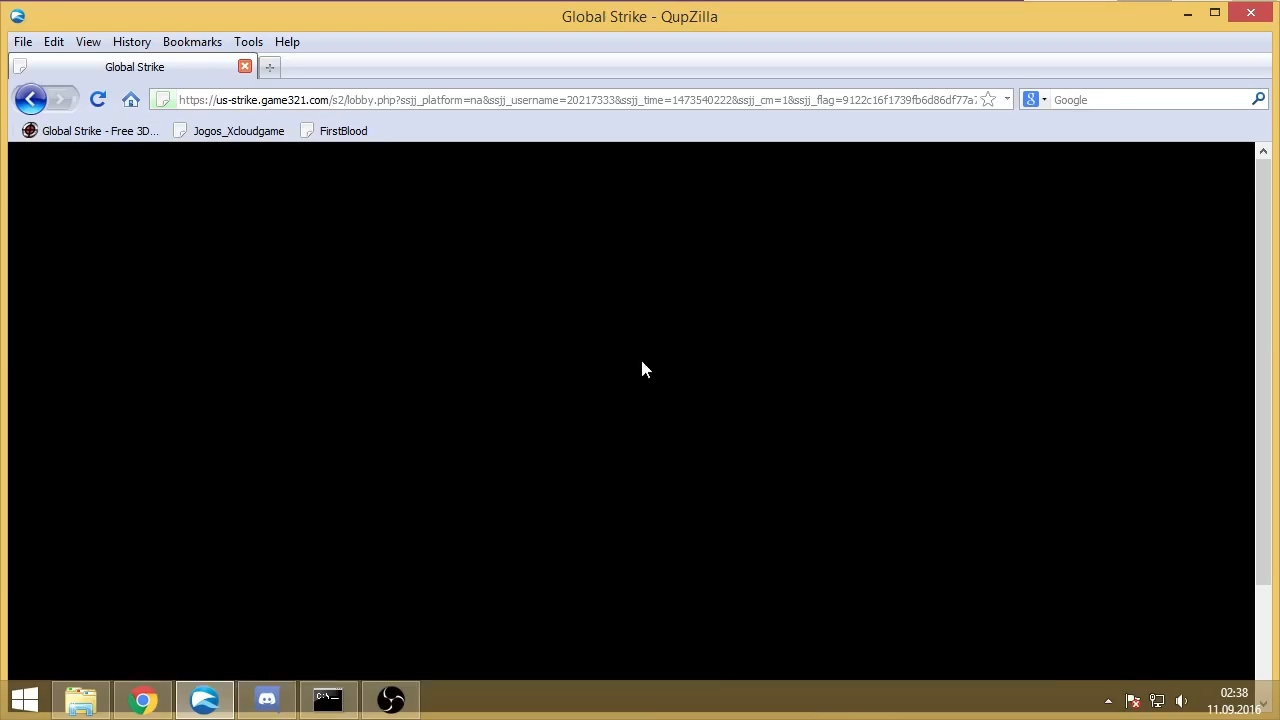 Global Strike - QupZilla
File Edit View History Bookmarks Tools Help
Global Strike
https://us-strike.game321.com/s2/lobby.php?ssjj_platform=na&ssjj_username=20217333&ssjj_time=1473540222&ssjj_cm=1&ssjj_flag=9122c16f1739fb6d86df77a
Google
Global Strike - Free 3D... Jogos_Xcloudgame FirstBlood
02:38
11.09.2016